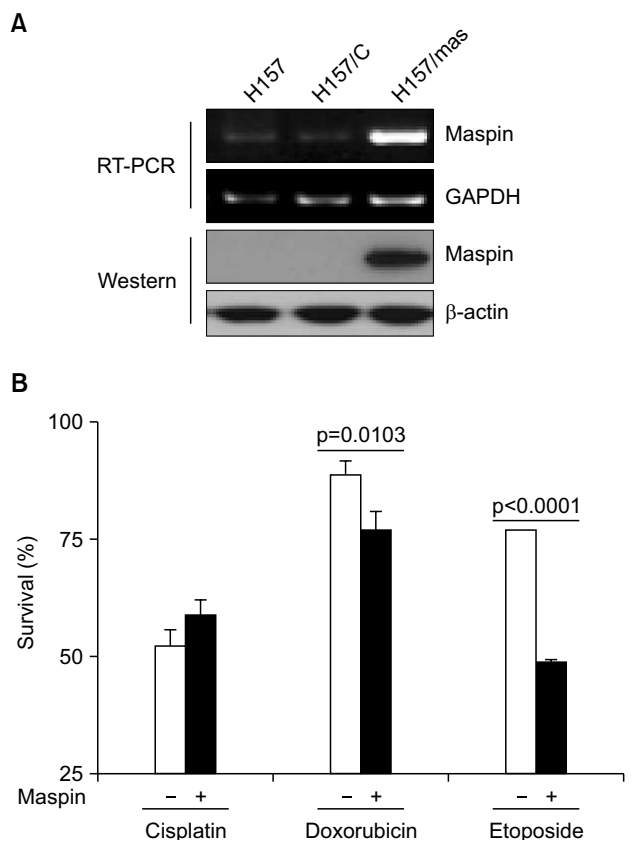 A
H157
H157/C
H157/mas
RT-PCR
Maspin
GAPDH
Western
Maspin
β-actin
B
100
75
50
25
Survival (%)
p=0.0103
p<0.0001
Maspin – + – + – +
Cisplatin Doxorubicin Etoposide